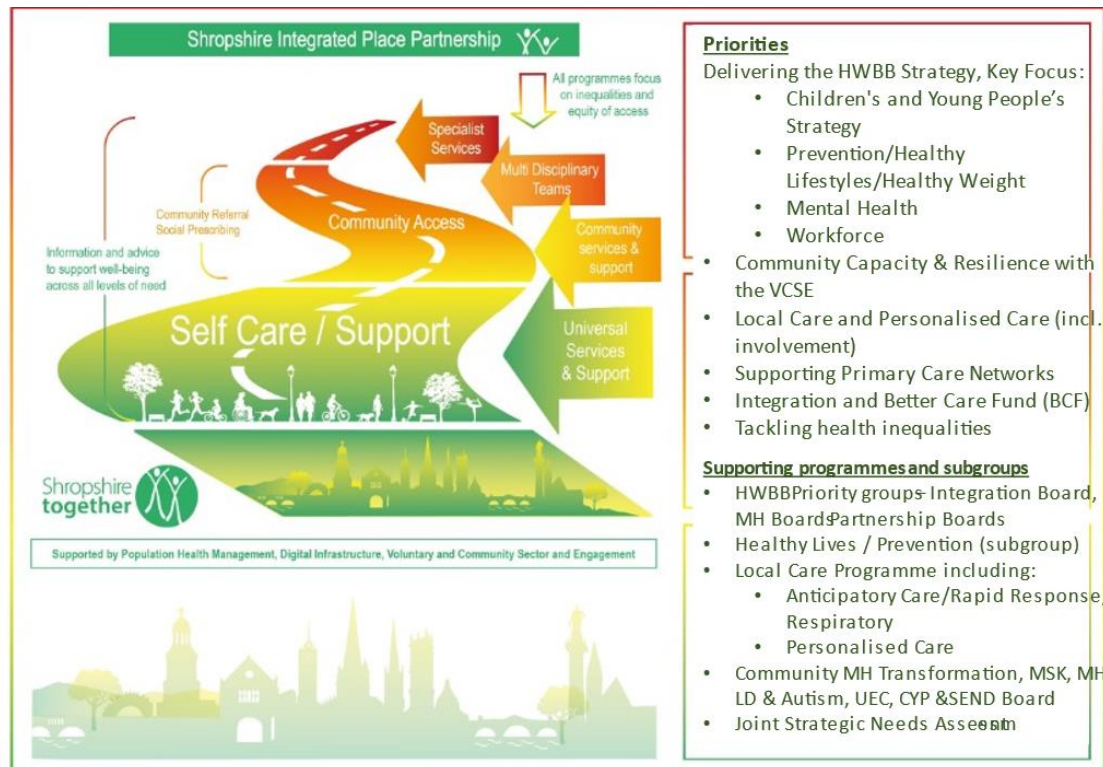 Shropshire Integrated Place Partnership
All programmes focus
on inequalities and
equity of access
Specialist
Services
Multi Disciplinary
Teams
Community Referral
Social Prescribing
Community Access
Community
services &
support
Information and advice
to support well-being
across all levels of need
Self Care / Support
Universal
Services
& Support
Shropshire
together
Supported by Population Health Management, Digital Infrastructure, Voluntary and Community Sector and Engagement
Priorities
Delivering the HWBB Strategy, Key Focus:
• Children's and Young People’s
Strategy
• Prevention/Healthy
Lifestyles/Healthy Weight
• Mental Health
• Workforce
• Community Capacity & Resilience with
the VCSE
• Local Care and Personalised Care (incl.
involvement)
• Supporting Primary Care Networks
• Integration and Better Care Fund (BCF)
• Tackling health inequalities
Supporting programmes and subgroups
• HWBBPriority groups- Integration Board,
MH Boards Partnership Boards
• Healthy Lives / Prevention (subgroup)
• Local Care Programme including:
• Anticipatory Care/Rapid Response,
Respiratory
• Personalised Care
• Community MH Transformation, MSK, MH
LD & Autism, UEC, CYP &SEND Board
• Joint Strategic Needs